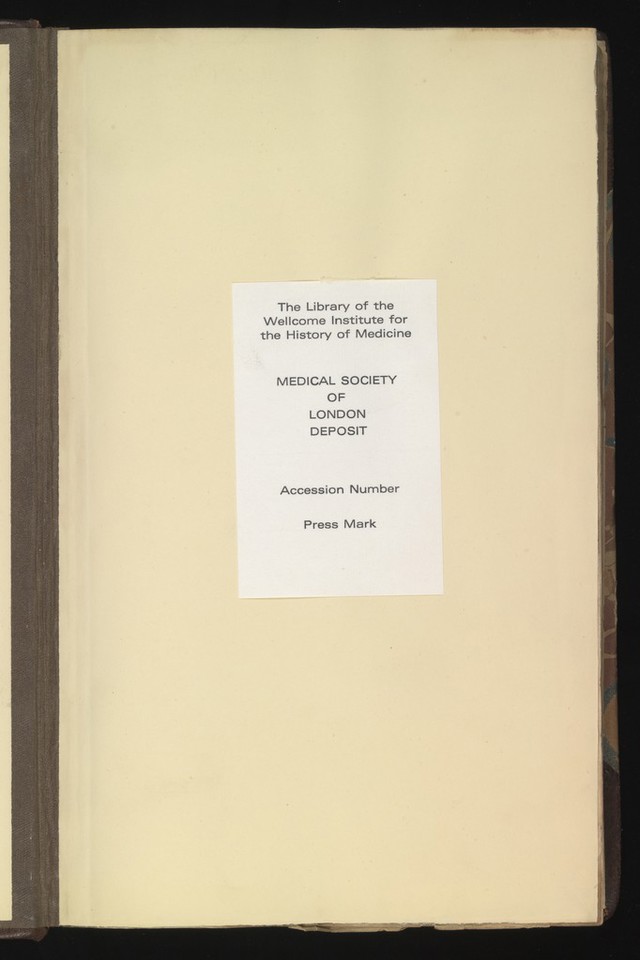 The Library of the
Wellcome Institute for
the History of Medicine
MEDICAL SOCIETY
OF
LONDON
DEPOSIT
Accession Number
Press Mark